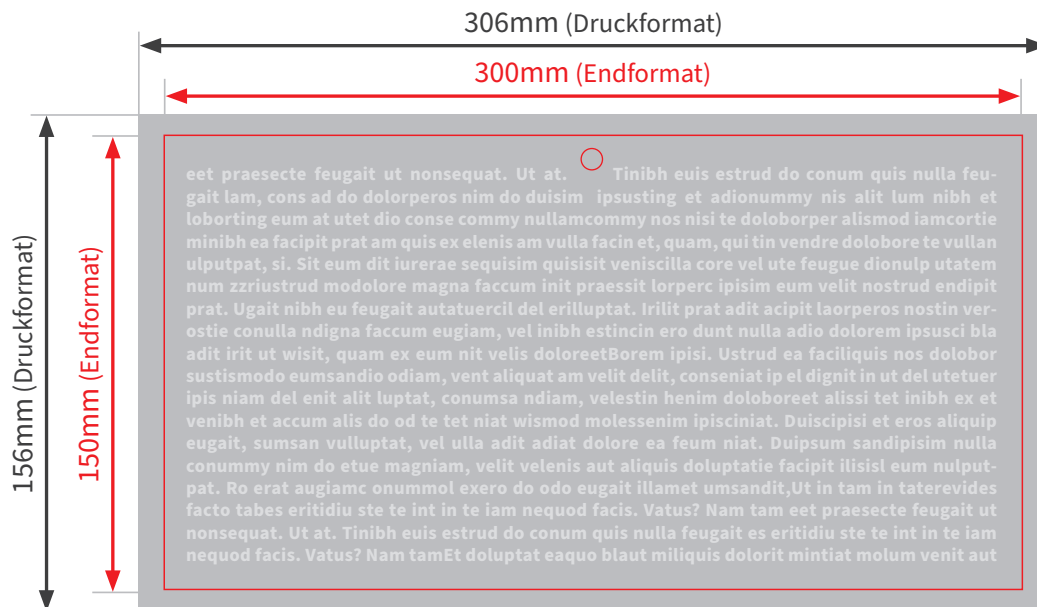 306mm (Druckformat)
300mm (Endformat)
156mm (Druckformat)
150mm (Endformat)
eet praesecte feugait ut nonsequat. Ut at. Tinibh euis estrud do conum quis nulla feu-
gait lam, cons ad do dolorperos nim do duisim ipsusting et adionummy nis alit lum nibh et
loborting eum at utet dio conse commy nullamcommy nos nisi te doloborper alismod iamcortie
minibh ea facipit prat am quis ex elenis am vulla facin et, quam, qui tin vendre dolobore te vullan
ulputpat, si. Sit eum dit iurerae sequisim quisisit veniscilla core vel ute feugue dionulp utatem
num zzriustrud modolore magna faccum init praessit lorperc ipisim eum velit nostrud endipit
prat. Ugait nibh eu feugait autatuercil del erilluptat. Irilit prat adit acipit laorperos nostin ver-
ostie conulla ndigna faccum eugiam, vel inibh estincin ero dunt nulla adio dolorem ipsusci bla
adit irit ut wisit, quam ex eum nit velis doloreetBorem ipisi. Ustrud ea faciliquis nos dolobor
sustismodo eumsandio odiam, vent aliquat am velit delit, conseniat ip el dignit in ut del utetuer
ipis niam del enit alit luptat, conumsa ndiam, velestin henim doloboreet alissi tet inibh ex et
venibh et accum alis do od te tet niat wismod molessenim ipisciniat. Duiscipisi et eros aliquip
eugait, sumsan vulluptat, vel ulla adit adiat dolore ea feum niat. Duipsum sandipisim nulla
conummy nim do etue magniam, velit velenis aut aliquis doluptatie facipit ilisisl eum nulput-
pat. Ro erat augiamc onummol exero do odo eugait illamet umsandit,Ut in tam in taterevides
facto tabes eritidiu ste te int in te iam nequod facis. Vatus? Nam tam eet praesecte feugait ut
nonsequat. Ut at. Tinibh euis estrud do conum quis nulla feugait es eritidiu ste te int in te iam
nequod facis. Vatus? Nam tamEt doluptat eaquo blaut miliquis dolorit mintiat molum venit aut